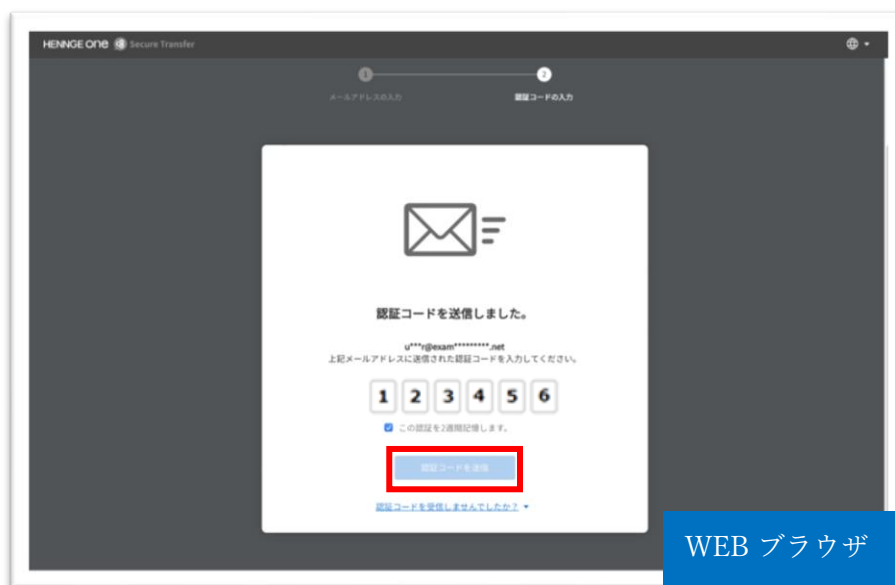 HENNGE one Secure Transfer
1
2
メールアドレスの入力
認証コードの入力
認証コードを送信しました。
u***r@exam*********.net
上記メールアドレスに送信された認証コードを入力してください。
1 2 3 4 5 6
この認証を2週間記憶します。
認証コードを送信
認証コードを受信しませんでしたか？
WEB ブラウザ